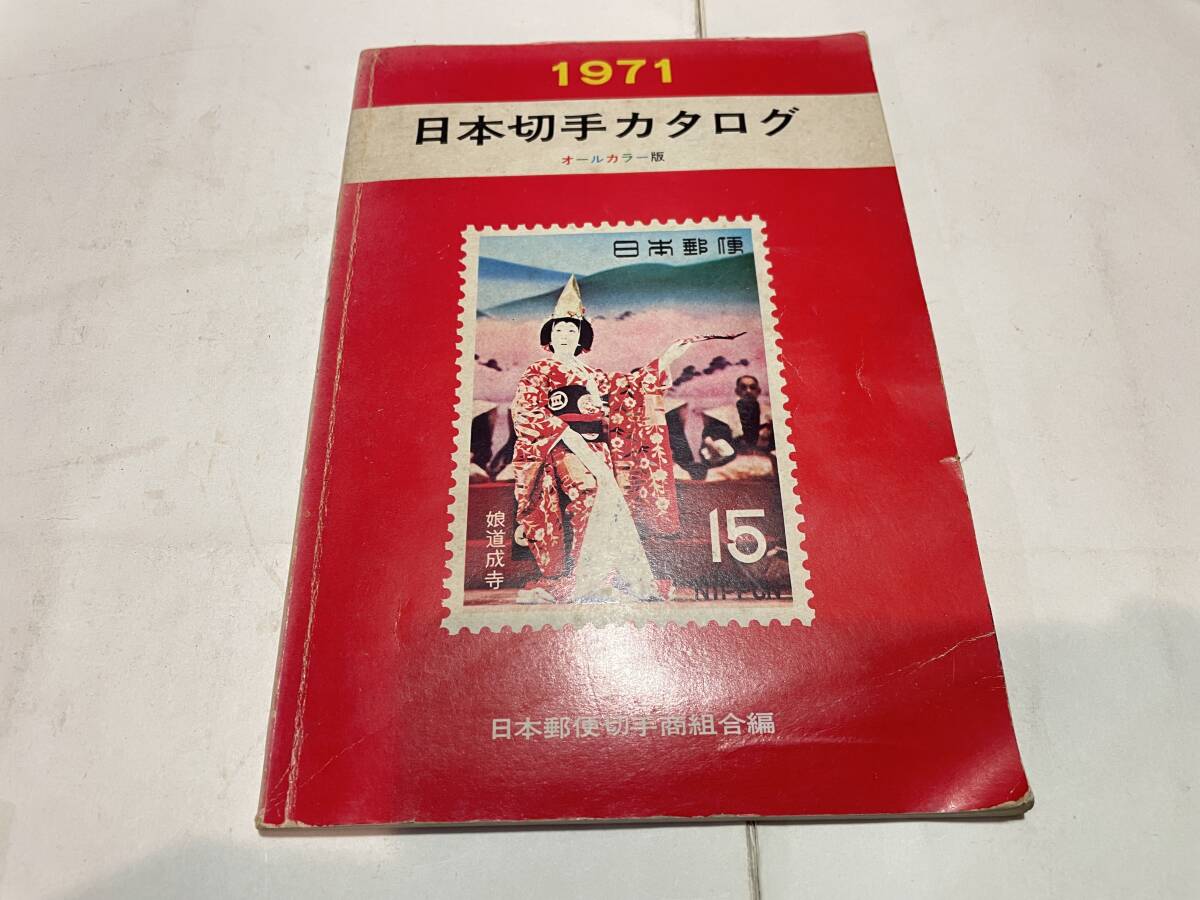 1971
日本切手カタログ
オールカラー版
日本郵便
娘道成寺
15
NIPPON
日本郵便切手商組合編